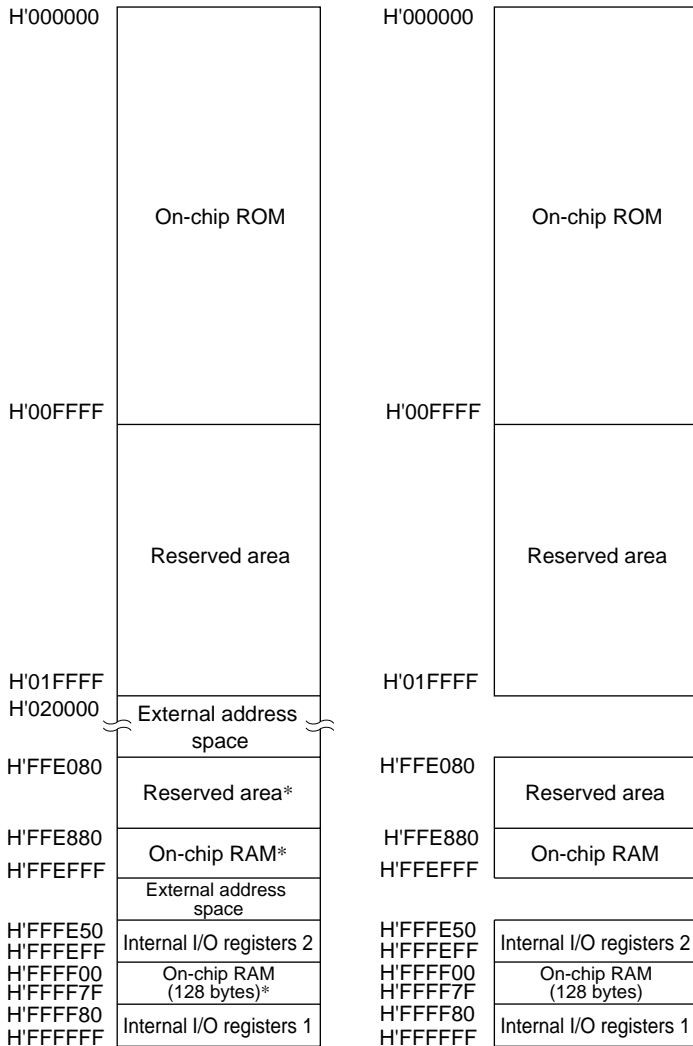 H'000000
On-chip ROM
H'00FFFF
Reserved area
H'01FFFF
H'020000
External address
space
H'FFE080
Reserved area*
H'FFE880
On-chip RAM*
H'FFEFFF
External address
space
H'FFFE50
Internal I/O registers 2
H'FFFEFF
H'FFFF00
On-chip RAM
(128 bytes)*
H'FFFF7F
H'FFFF80
Internal I/O registers 1
H'FFFFFF
H'000000
On-chip ROM
H'00FFFF
Reserved area
H'01FFFF
H'FFE080
Reserved area
H'FFE880
On-chip RAM
H'FFEFFF
H'FFFE50
Internal I/O registers 2
H'FFFEFF
H'FFFF00
On-chip RAM
(128 bytes)
H'FFFF7F
H'FFFF80
Internal I/O registers 1
H'FFFFFF